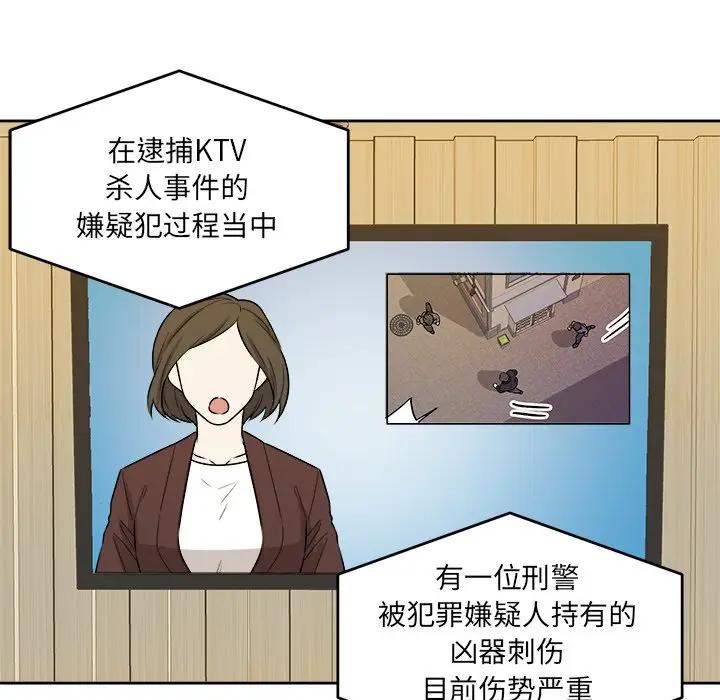 在逮捕KTV
杀人事件的
嫌疑犯过程当中
有一位刑警
被犯罪嫌疑人持有的
凶器刺伤
目前伤势严重